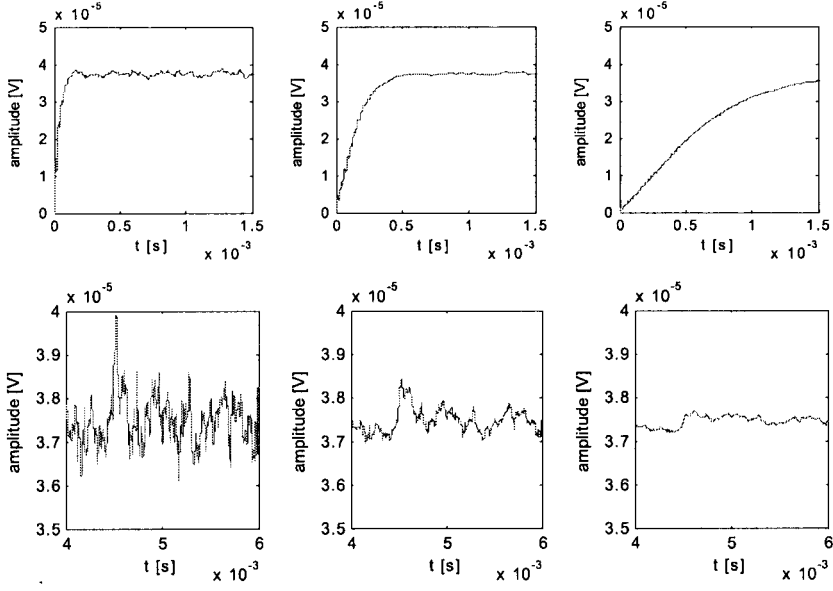 x 10⁻⁵
5
4
3
2
1
0
amplitude [V]
0 0.5 1 1.5
t [s]
x 10⁻³
x 10⁻⁵
5
4
3
2
1
0
amplitude [V]
0 0.5 1 1.5
t [s]
x 10⁻³
x 10⁻⁵
5
4
3
2
1
0
amplitude [V]
0 0.5 1 1.5
t [s]
x 10⁻³
x 10⁻⁵
4
3.9
3.8
3.7
3.6
3.5
amplitude [V]
4 5 6
t [s]
x 10⁻³
x 10⁻⁵
4
3.9
3.8
3.7
3.6
3.5
amplitude [V]
4 5 6
t [s]
x 10⁻³
x 10⁻⁵
4
3.9
3.8
3.7
3.6
3.5
amplitude [V]
4 5 6
t [s]
x 10⁻³